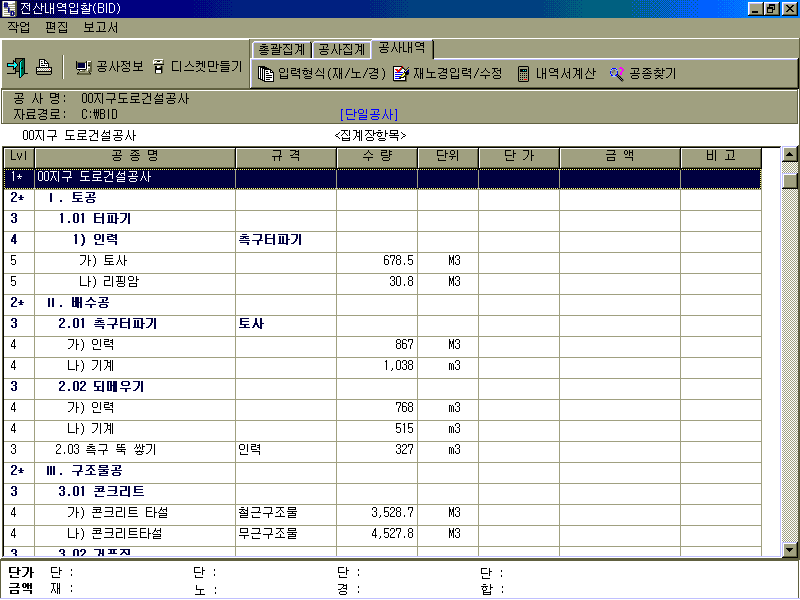 전산내역입찰(BID)
작업 편집 보고서
총괄집계 공사집계 공사내역
공사정보 디스켓만들기 입력형식(재/노/경) 재노경입력/수정 내역서계산 공종찾기
공 사 명: 00지구도로건설공사
자료경로: C:\BID [단일공사]
00지구 도로건설공사 <집계장항목>
Lvl 공 종 명 규 격 수 량 단위 단 가 금 액 비 고
1* 00지구 도로건설공사
2* Ⅰ. 토공
3 1.01 터파기
4 1) 인력 측구터파기
5 가) 토사 678.5 M3
5 나) 리핑암 30.8 M3
2* Ⅱ. 배수공
3 2.01 측구터파기 토사
4 가) 인력 867 M3
4 나) 기계 1,038 m3
3 2.02 되메우기
4 가) 인력 768 m3
4 나) 기계 515 m3
3 2.03 측구 뚝 쌓기 인력 327 m3
2* Ⅲ. 구조물공
3 3.01 콘크리트
4 가) 콘크리트 타설 철근구조물 3,528.7 M3
4 나) 콘크리트타설 무근구조물 4,527.8 M3
3 3.02 거푸집
단가 단 : 단 : 단 : 단 :
금액 재 : 노 : 경 : 합 :